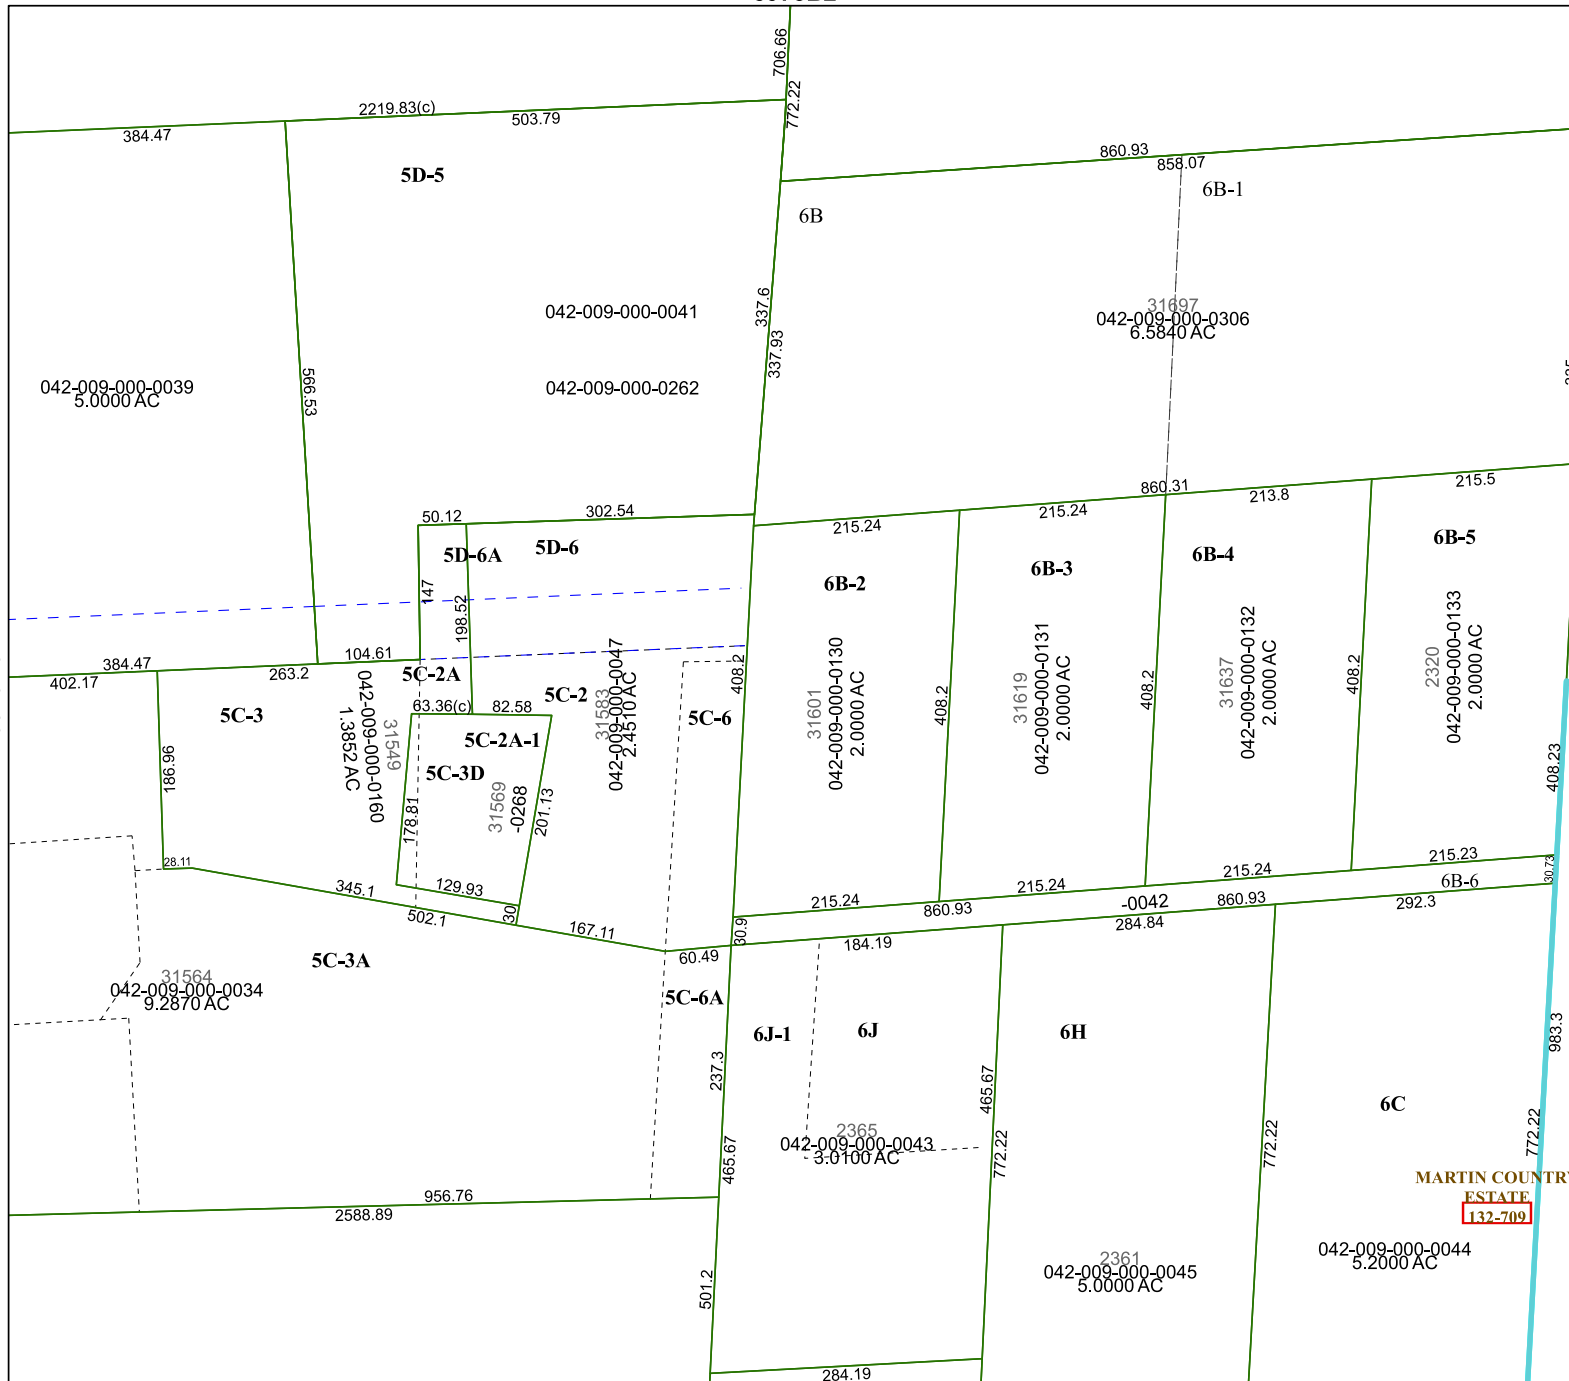 706.66
772.22
2219.83(c)
384.47
503.79
860.93
858.07
5D-5
6B-1
6B
337.6
337.93
31697
042-009-000-0306
6.5840 AC
042-009-000-0041
042-009-000-0262
042-009-000-0039
5.0000 AC
566.53
50.12
302.54
860.31
213.8
215.5
215.24
215.24
5D-6A
5D-6
6B-2
6B-3
6B-4
6B-5
147
198.52
384.47
402.17
263.2
104.61
5C-2A
5C-2
5C-3
5C-6
408.2
63.36(c)
82.58
31549
042-009-000-0160
1.3852 AC
31583
042-009-000-0047
2.4510 AC
31601
042-009-000-0130
2.0000 AC
408.2
31619
042-009-000-0131
2.0000 AC
408.2
31637
042-009-000-0132
2.0000 AC
408.2
2320
042-009-000-0133
2.0000 AC
408.23
5C-2A-1
5C-3D
186.96
178.81
31569
-0268
201.13
28.11
345.1
129.93
30
502.1
167.11
60.49
30.9
215.24
215.24
215.24
215.23
30.73
6B-6
860.93
-0042
860.93
184.19
284.84
292.3
5C-3A
31564
042-009-000-0034
9.2870 AC
5C-6A
6J-1
6J
6H
6C
237.3
465.67
465.67
772.22
772.22
983.3
772.22
2365
042-009-000-0043
3.0100 AC
956.76
2588.89
MARTIN COUNTRY
ESTATE
132-709
501.2
2361
042-009-000-0045
5.0000 AC
042-009-000-0044
5.2000 AC
284.19